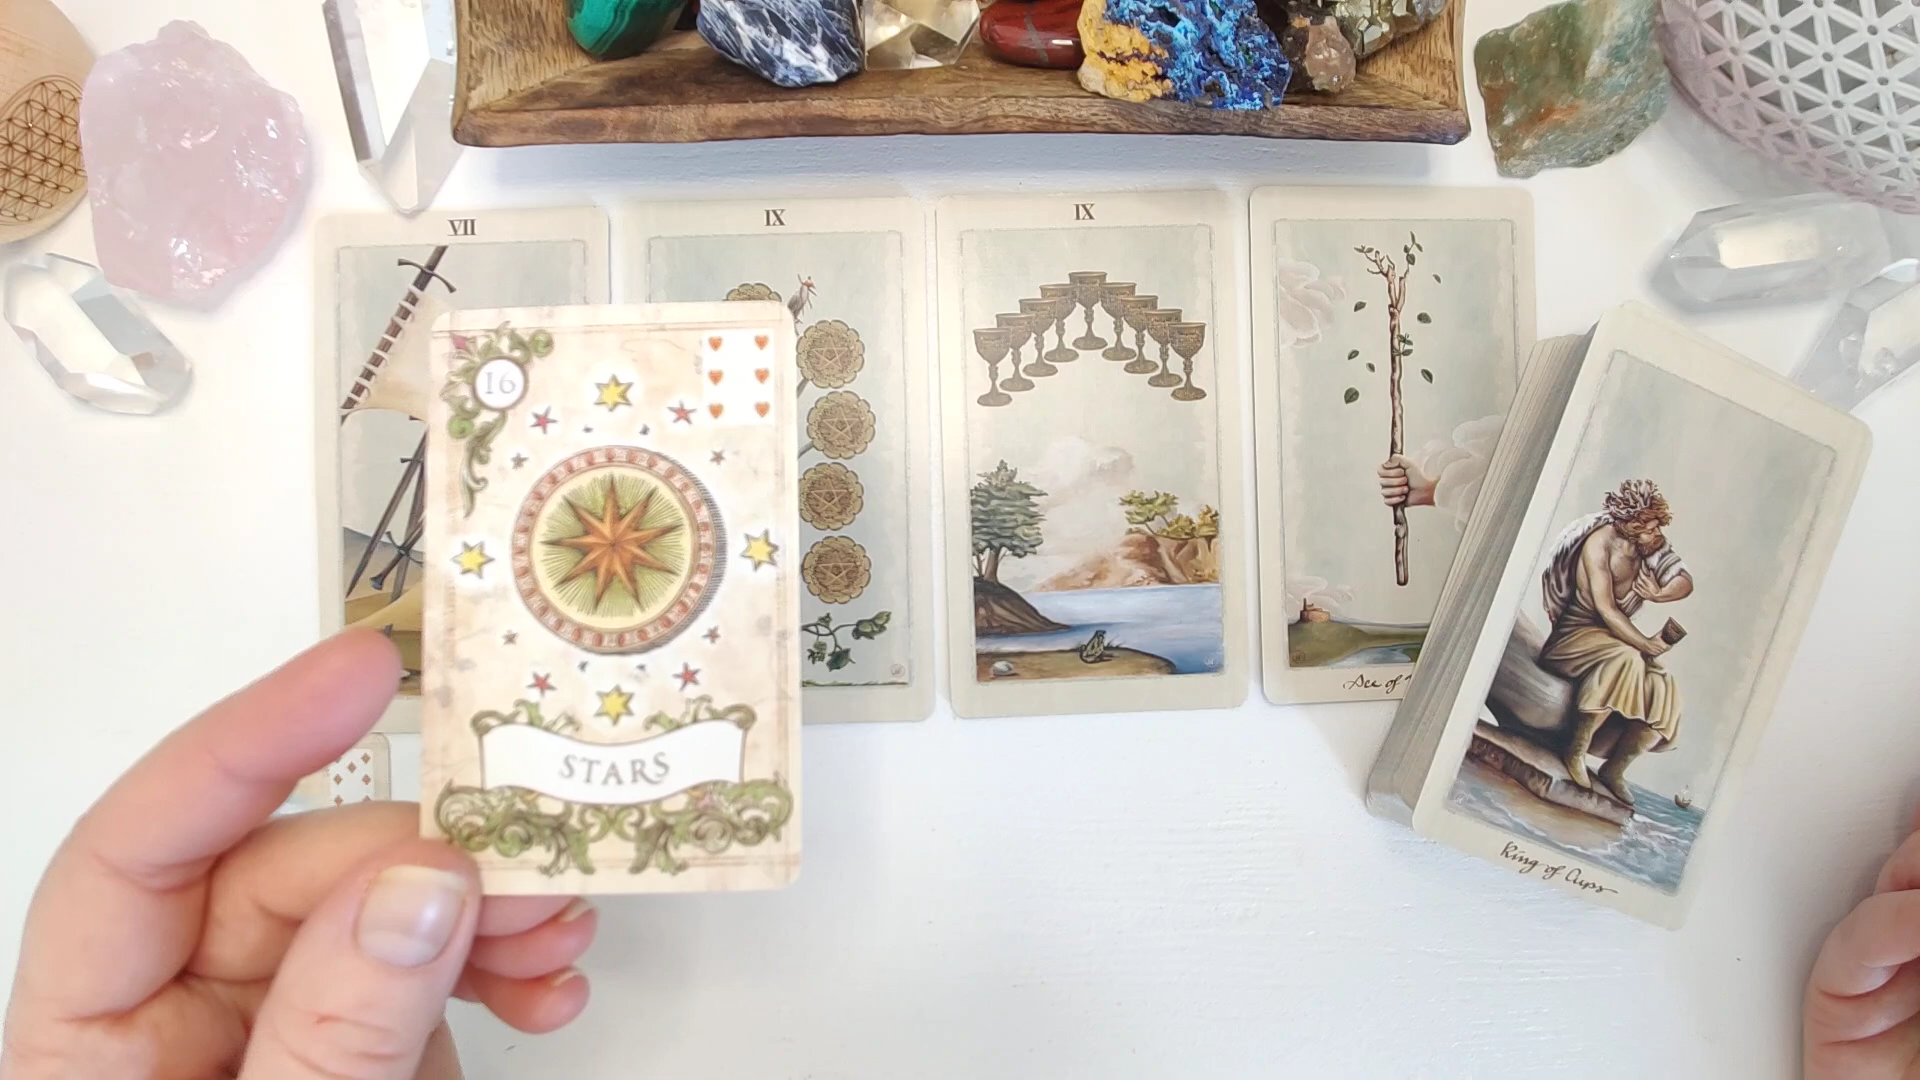 VII
IX
IX
16
STARS
Ace of
King of Cups